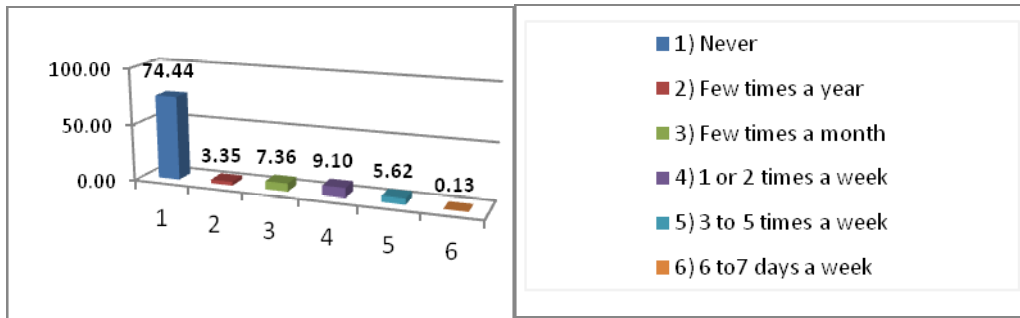 100.00
50.00
0.00
74.44
3.35
7.36
9.10
5.62
0.13
1
2
3
4
5
6
1) Never
2) Few times a year
3) Few times a month
4) 1 or 2 times a week
5) 3 to 5 times a week
6) 6 to7 days a week